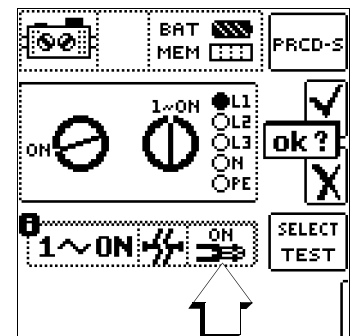 BAT
MEM
PRCD-S
1~ON
L1
L2
L3
N
PE
ON
ok ?
1~ON
ON
SELECT
TEST